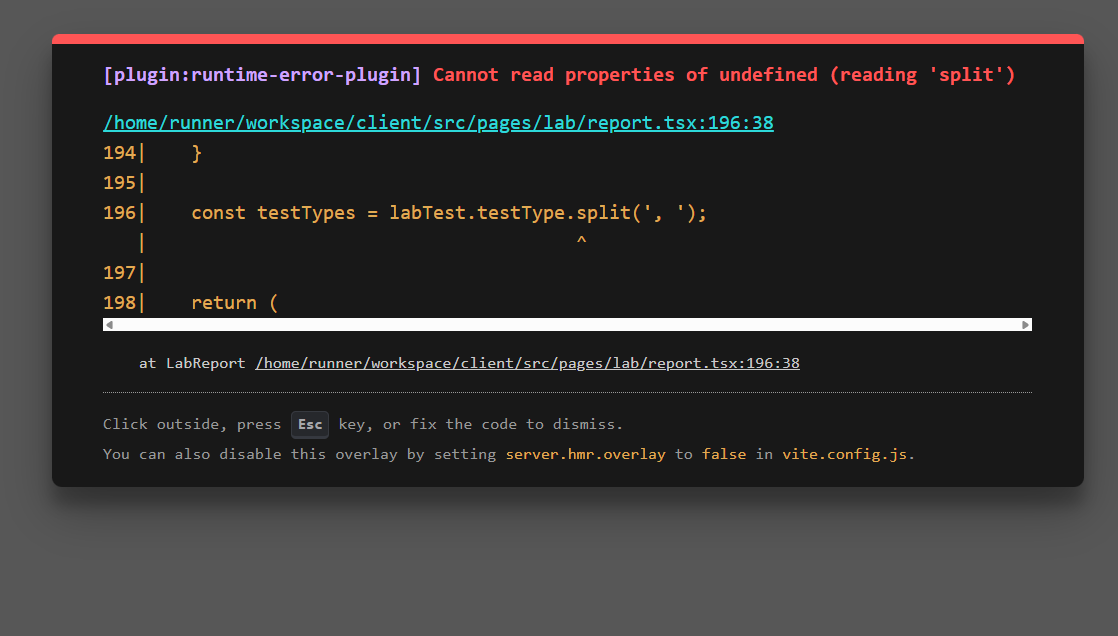 [plugin:runtime-error-plugin] Cannot read properties of undefined (reading 'split')
/home/runner/workspace/client/src/pages/lab/report.tsx:196:38
194|    }
195|
196|    const testTypes = labTest.testType.split(', ');
   |                                       ^
197|
198|    return (
at LabReport /home/runner/workspace/client/src/pages/lab/report.tsx:196:38
Click outside, press Esc key, or fix the code to dismiss.
You can also disable this overlay by setting server.hmr.overlay to false in vite.config.js.